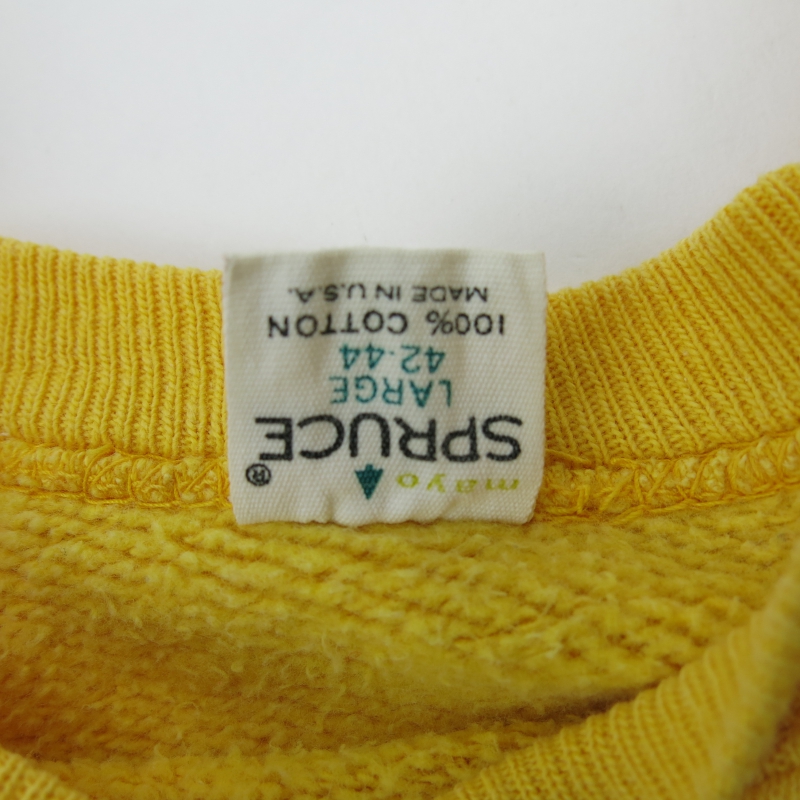 mayo
SPRUCE®
LARGE
42-44
100% COTTON
MADE IN U.S.A.